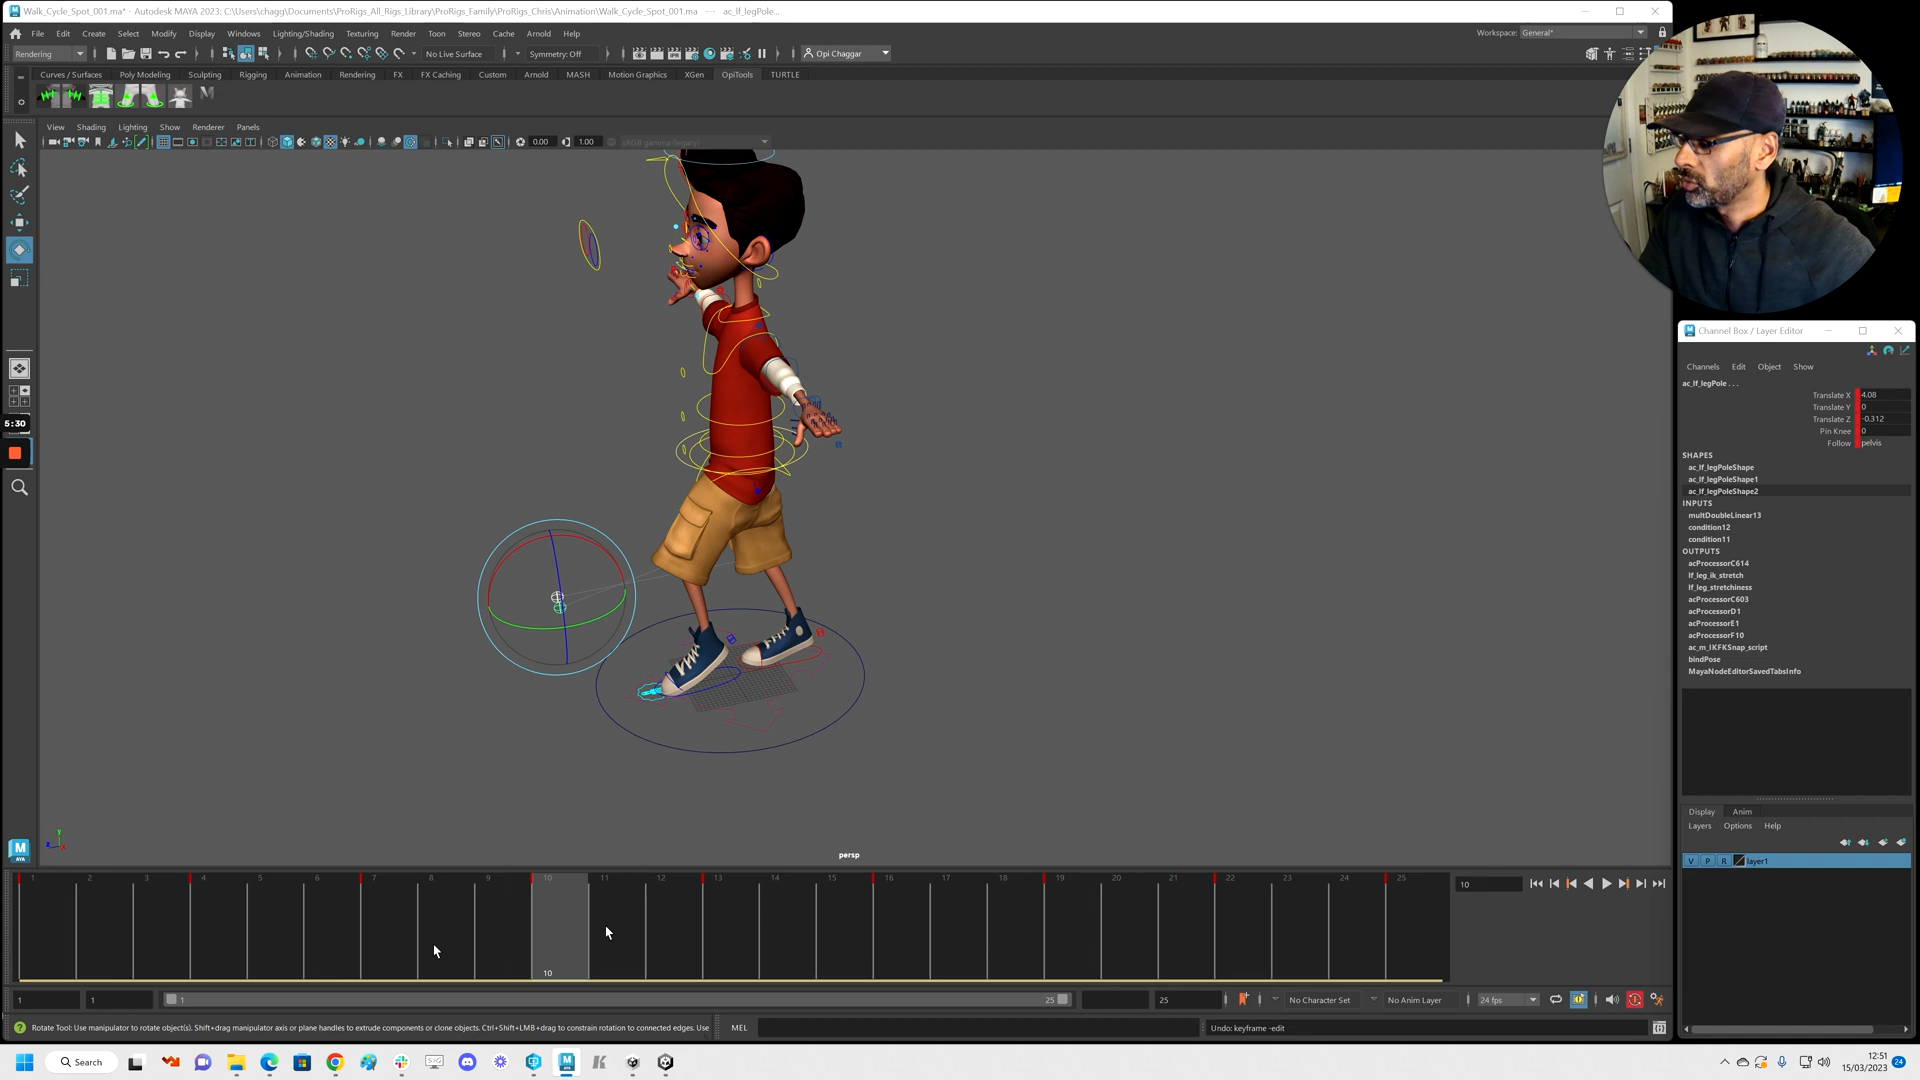 Walk_Cycle_Spot_001.ma* - Autodesk MAYA 2023: C:\Users\chagg\Documents\ProRigs_All_Rigs_Library\ProRigs_Family\ProRigs_Chris\Animation\Walk_Cycle_Spot_001.ma --- ac_lf_legPole...
File Edit Create Select Modify Display Windows Lighting/Shading Texturing Render Toon Stereo Cache Arnold Help
Workspace: General*
Rendering
No Live Surface
Symmetry: Off
Opi Chaggar
Curves / Surfaces Poly Modeling Sculpting Rigging Animation Rendering FX FX Caching Custom Arnold MASH Motion Graphics XGen OpiTools TURTLE
View Shading Lighting Show Renderer Panels
0.00 1.00 sRGB gamma (legacy)
5:30
persp
Channel Box / Layer Editor
Channels Edit Object Show
ac_lf_legPole . . .
Translate X 4.08
Translate Y 0
Translate Z -0.312
Pin Knee 0
Follow pelvis
SHAPES
ac_lf_legPoleShape
ac_lf_legPoleShape1
ac_lf_legPoleShape2
INPUTS
multDoubleLinear13
condition12
condition11
OUTPUTS
acProcessorC614
lf_leg_ik_stretch
lf_leg_stretchiness
acProcessorC603
acProcessorD1
acProcessorE1
acProcessorF10
ac_m_IKFKSnap_script
bindPose
MayaNodeEditorSavedTabsInfo
Display Anim
Layers Options Help
V P R layer1
1 2 3 4 5 6 7 8 9 10 11 12 13 14 15 16 17 18 19 20 21 22 23 24 25
10
10
1 1 1 25 25
No Character Set
No Anim Layer
24 fps
Rotate Tool: Use manipulator to rotate object(s). Shift+drag manipulator axis or plane handles to extrude components or clone objects. Ctrl+Shift+LMB+drag to constrain rotation to connected edges. Use
MEL
Undo: keyframe -edit
Search
12:51
15/03/2023
24